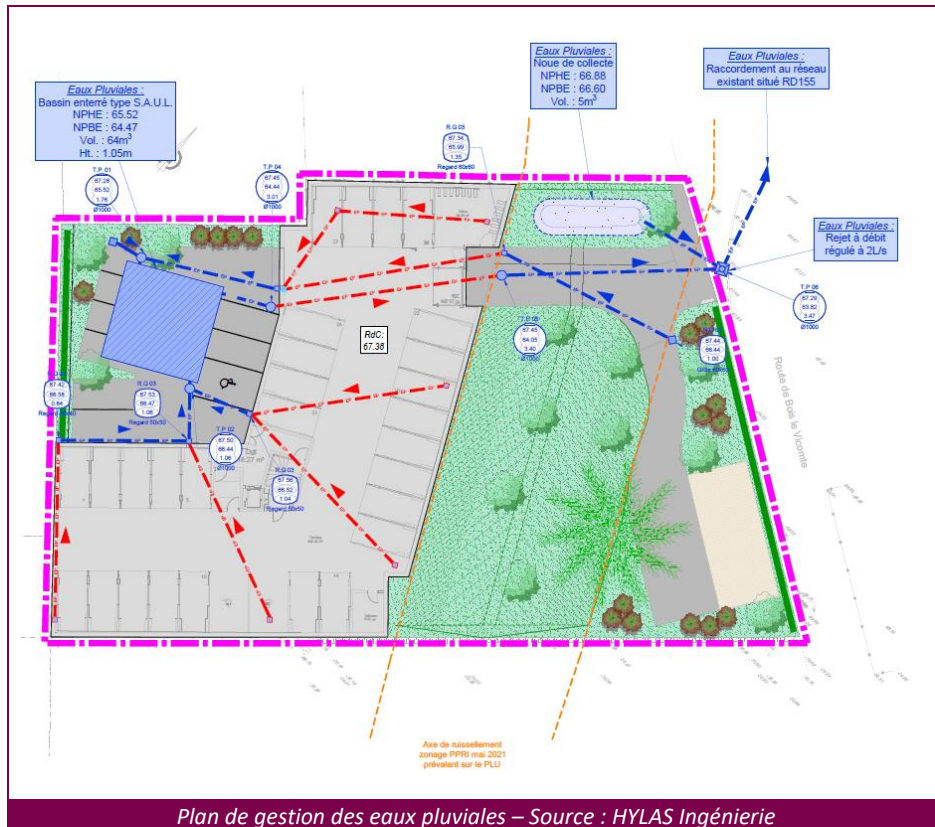 Eaux Pluviales :
Bassin enterré type S.A.U.L.
NPHE : 65.52
NPBE : 64.47
Vol. : 64m³
Ht. : 1.05m
Eaux Pluviales :
Noue de collecte
NPHE : 66.88
NPBE : 66.60
Vol. : 5m³
Eaux Pluviales :
Raccordement au réseau
existant situé RD155
R.G.03
67.34
65.99
1.35
Regard 60x60
T.P.01
67.28
65.52
1.76
Ø1000
T.P.04
67.45
64.44
3.01
Ø1000
Eaux Pluviales :
Rejet à débit
régulé à 2L/s
T.P.06
67.29
63.82
3.47
Ø1000
RdC:
67.38
T.P.05
67.45
64.05
3.40
Ø1000
67.44
66.44
1.00
67.42
66.58
0.84
R.G.03
67.53
66.47
1.06
Regard 50x50
T.P.02
67.50
66.44
1.06
Ø1000
R.G.03
67.56
66.52
1.04
Regard 50x50
Route de Bois le Vicomte
Axe de ruissellement
zonage PPRI mai 2021
prévalant sur le PLU
Plan de gestion des eaux pluviales – Source : HYLAS Ingénierie